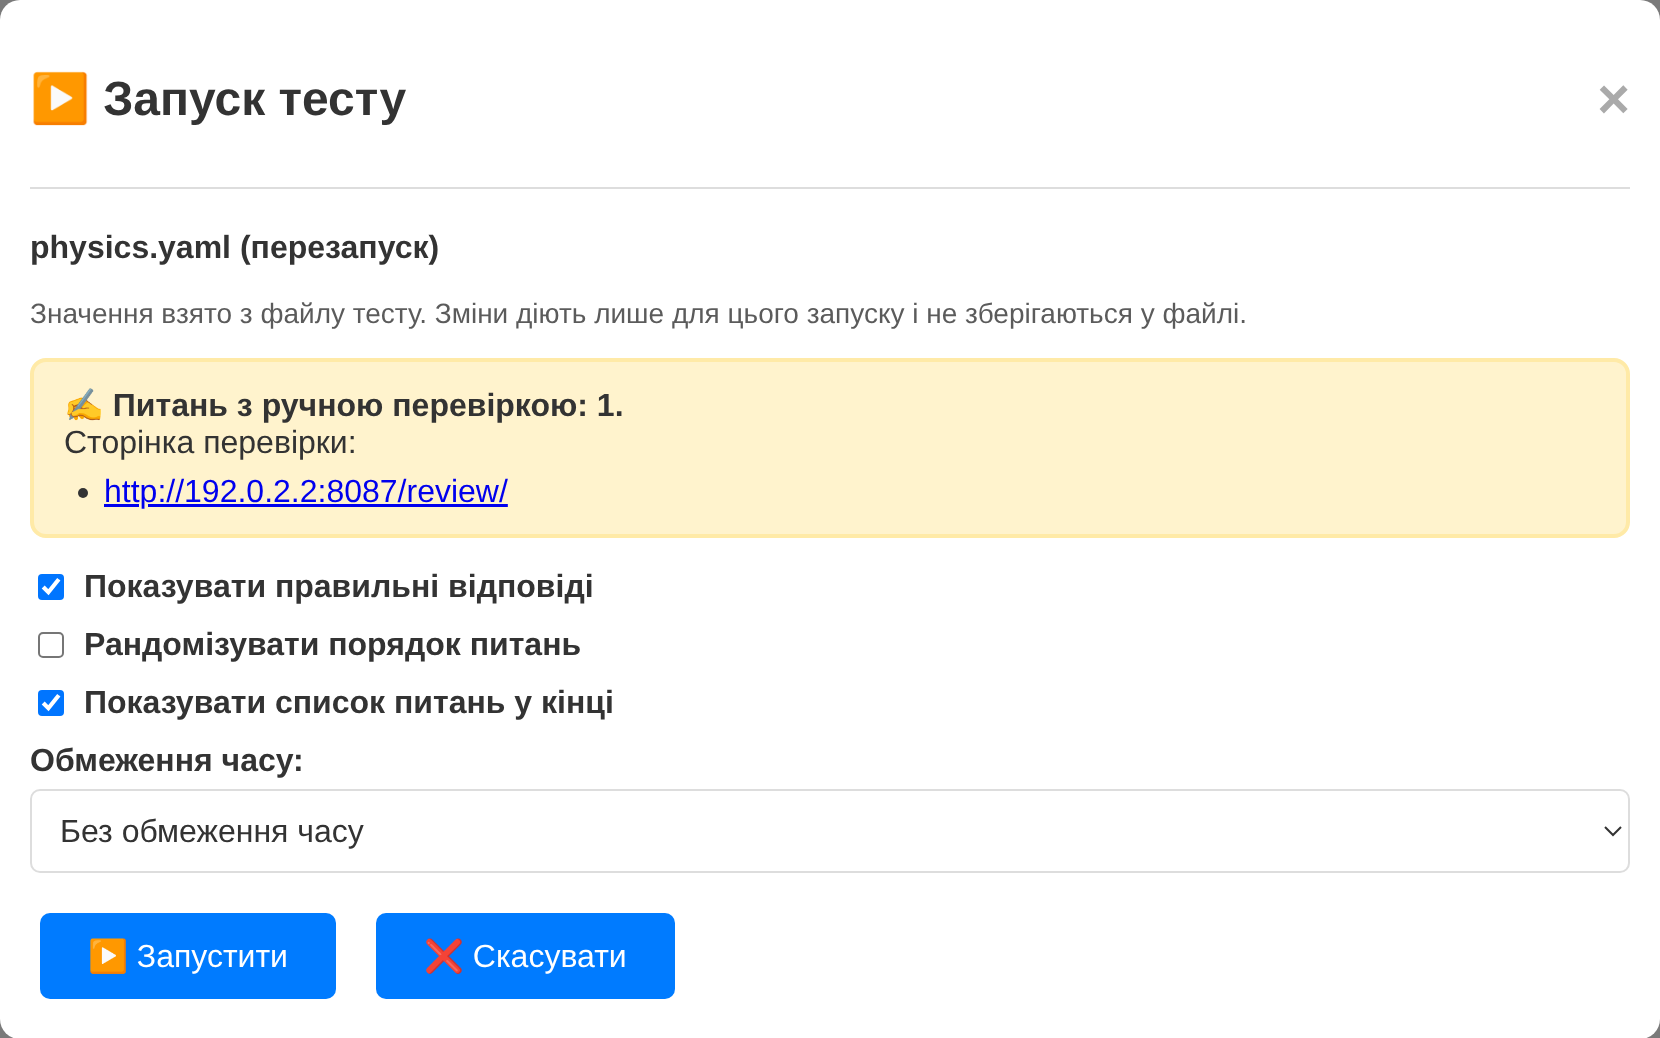 ▶️ Запуск тесту
×
physics.yaml (перезапуск)
Значення взято з файлу тесту. Зміни діють лише для цього запуску і не зберігаються у файлі.
✍️ Питань з ручною перевіркою: 1.
Сторінка перевірки:
• http://192.0.2.2:8087/review/
Показувати правильні відповіді
Рандомізувати порядок питань
Показувати список питань у кінці
Обмеження часу:
Без обмеження часу
▶️ Запустити
❌ Скасувати